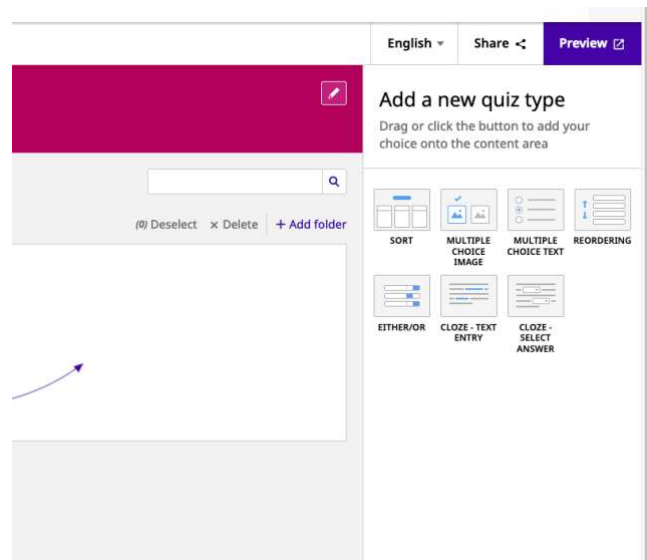 English
Share
Preview
Add a new quiz type
Drag or click the button to add your
choice onto the content area
(0) Deselect × Delete + Add folder
SORT
MULTIPLE
CHOICE
IMAGE
MULTIPLE
CHOICE TEXT
REORDERING
EITHER/OR
CLOZE - TEXT
ENTRY
CLOZE -
SELECT
ANSWER